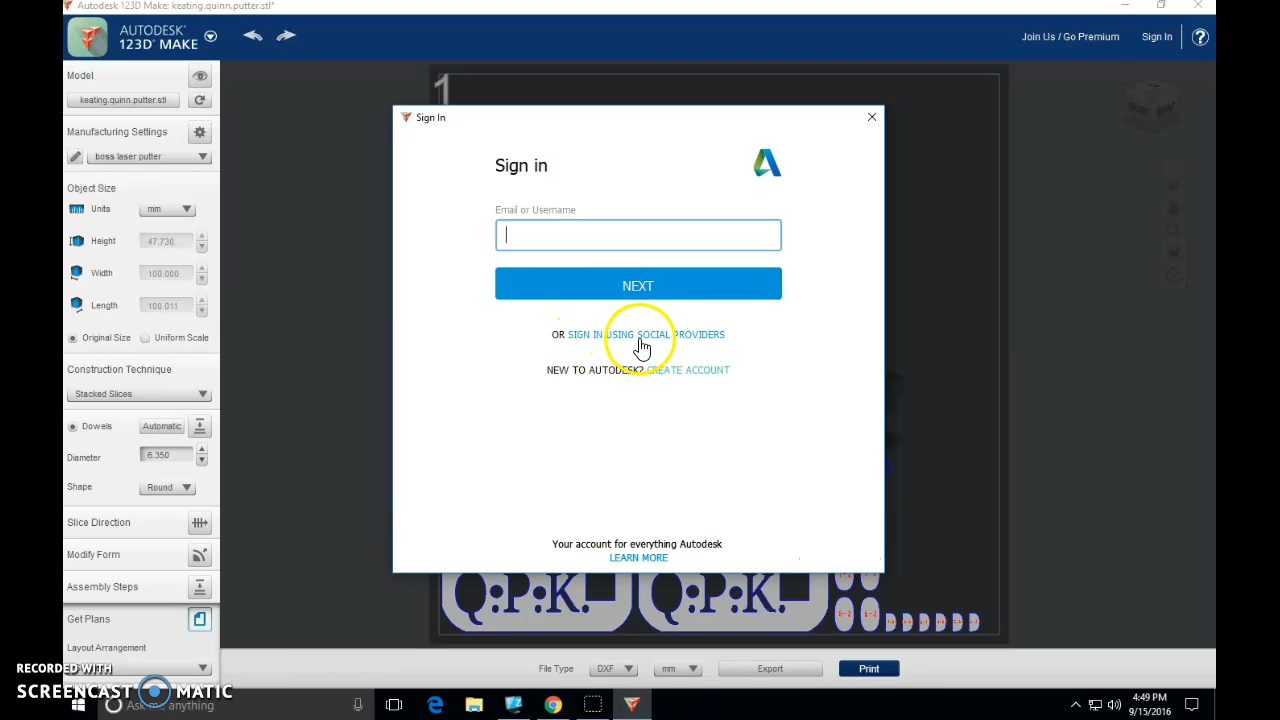 Autodesk 123D Make: keating.quinn.putter.stl*
AUTODESK
123D® MAKE
Join Us / Go Premium
Sign In
Model
keating.quinn.putter.stl
Manufacturing Settings
boss laser putter
Object Size
Units mm
Height 47.730
Width 100.000
Length 100.011
Original Size Uniform Scale
Construction Technique
Stacked Slices
Dowels Automatic
Diameter 6.350
Shape Round
Slice Direction
Modify Form
Assembly Steps
Get Plans
Layout Arrangement
1
FRONT RIGHT
Sign In
Sign in
Email or Username
NEXT
OR SIGN IN USING SOCIAL PROVIDERS
NEW TO AUTODESK? CREATE ACCOUNT
Your account for everything Autodesk
LEARN MORE
Q:P:K. Q:P:K.
File Type DXF mm Export Print
RECORDED WITH
SCREENCAST MATIC
Ask me anything
4:49 PM
9/15/2016